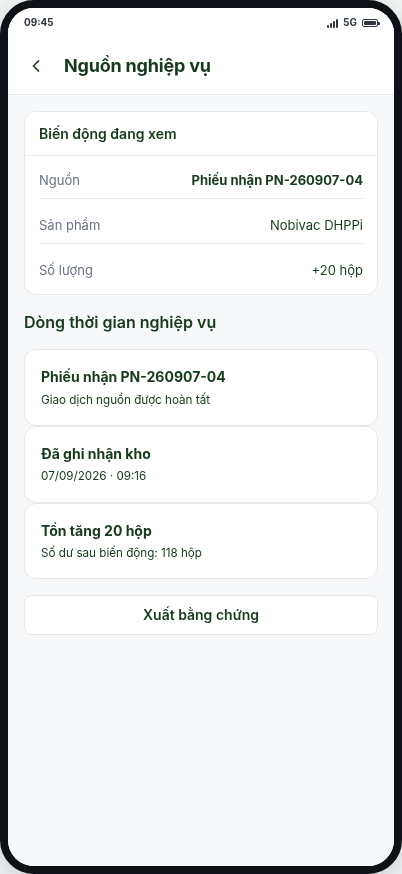 09:45
5G
Nguồn nghiệp vụ
Biến động đang xem
Nguồn
Phiếu nhận PN-260907-04
Sản phẩm
Nobivac DHPPi
Số lượng
+20 hộp
Dòng thời gian nghiệp vụ
Phiếu nhận PN-260907-04
Giao dịch nguồn được hoàn tất
Đã ghi nhận kho
07/09/2026 · 09:16
Tồn tăng 20 hộp
Số dư sau biến động: 118 hộp
Xuất bằng chứng